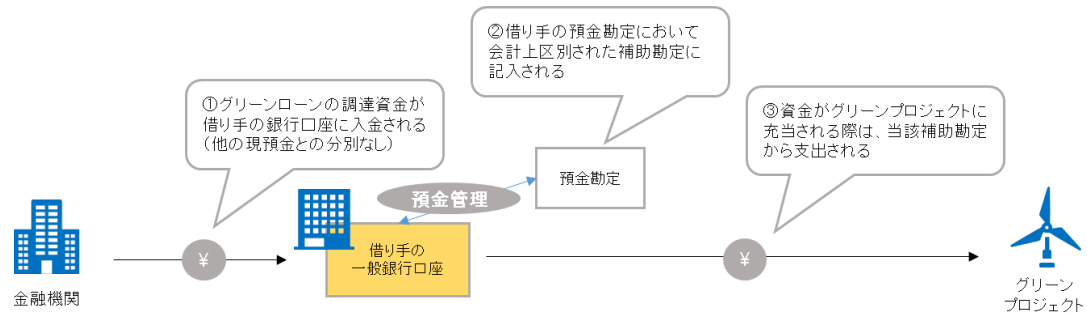 ②借り手の預金勘定において
会計上区別された補助勘定に
記入される
①グリーンローンの調達資金が
借り手の銀行口座に入金される
（他の現預金との分別なし）
③資金がグリーンプロジェクトに
充当される際は、当該補助勘定
から支出される
預金勘定
預金管理
¥
借り手の
一般銀行口座
¥
金融機関
グリーン
プロジェクト